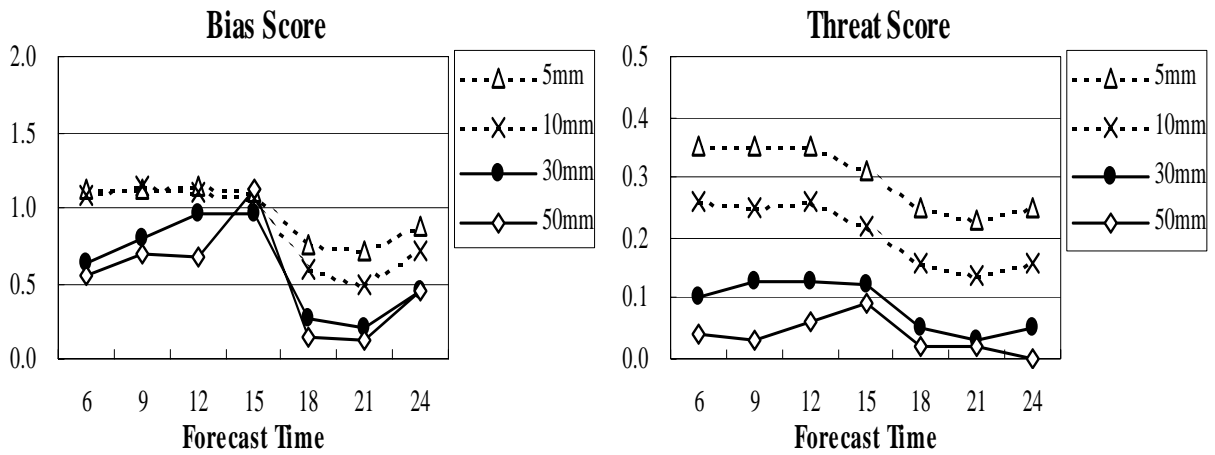 Bias Score
2.0
1.5
1.0
0.5
0.0
6 9 12 15 18 21 24
Forecast Time
5mm
10mm
30mm
50mm
Threat Score
0.5
0.4
0.3
0.2
0.1
0.0
6 9 12 15 18 21 24
Forecast Time
5mm
10mm
30mm
50mm